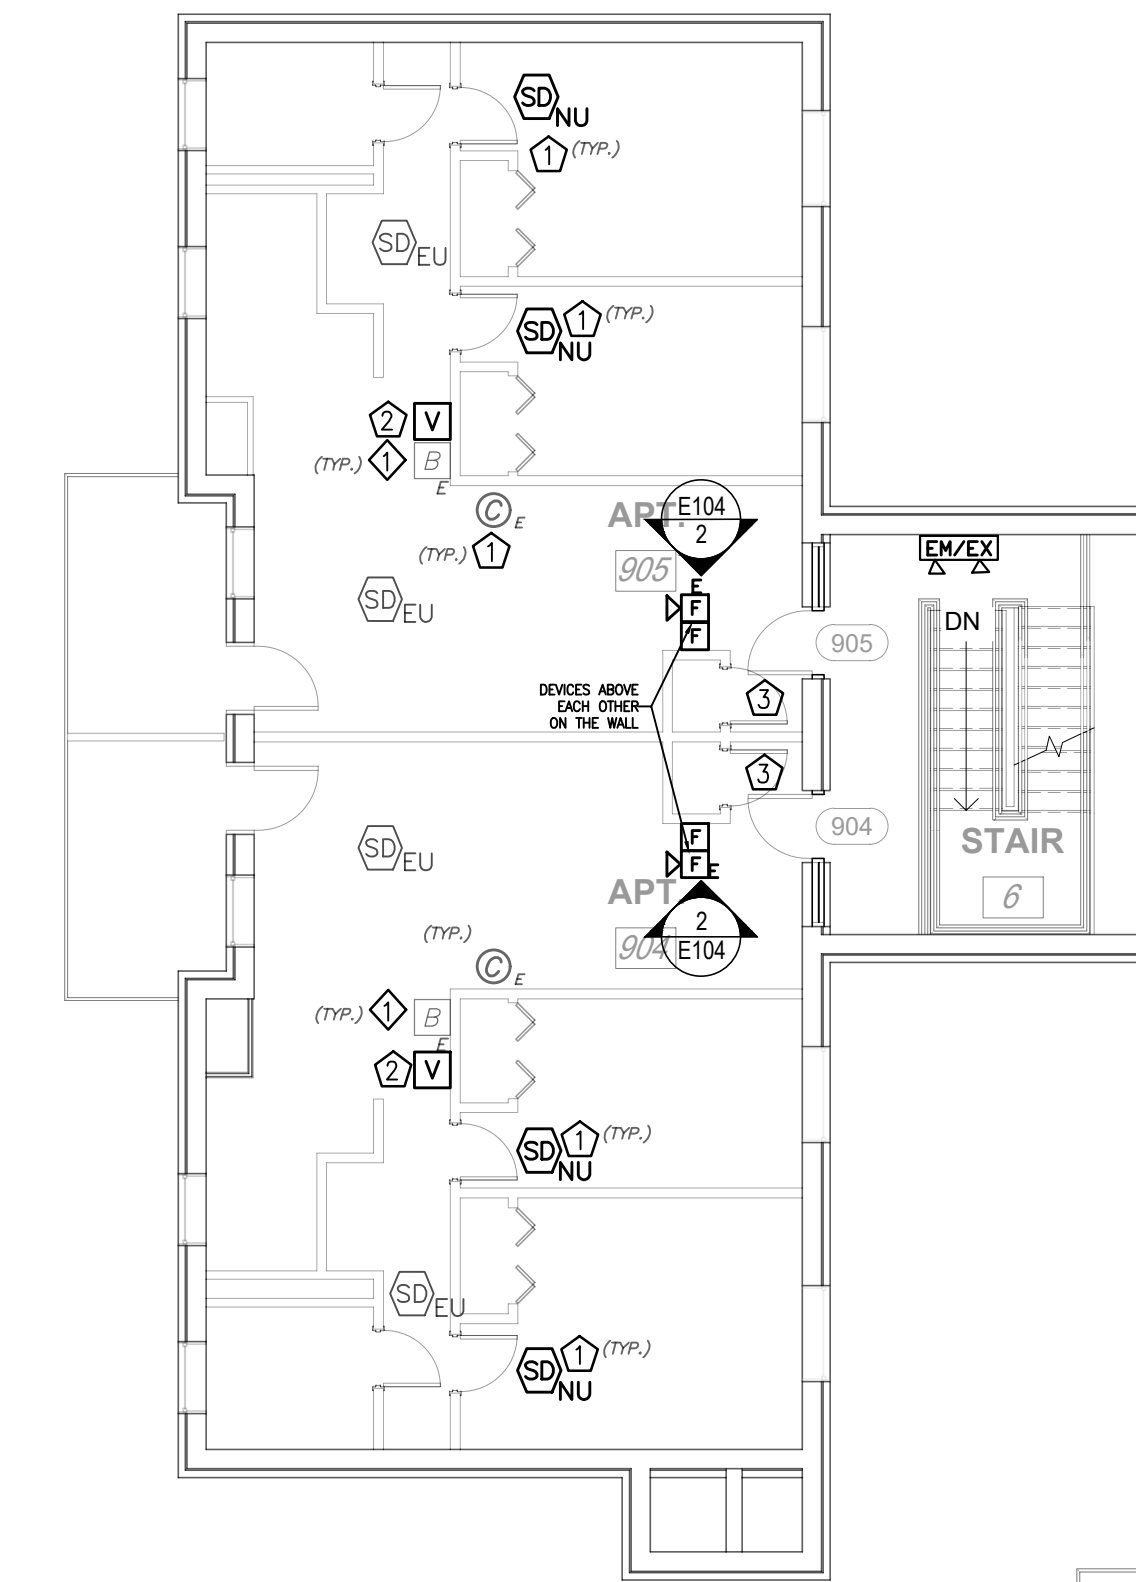 SD
NU
1 (TYP.)
SD
EU
SD
NU
1 (TYP.)
2 V
(TYP.) 1 B
E
C E
(TYP.) 1
APT.
905
E104
2
EM/EX
SD
EU
E
F
F
DN
905
DEVICES ABOVE
EACH OTHER
ON THE WALL
3
3
904
STAIR
6
SD
EU
F
F E
APT.
904
2
E104
(TYP.)
C E
(TYP.) 1 B
E
2 V
SD
NU
1 (TYP.)
SD
EU
SD
NU
1 (TYP.)